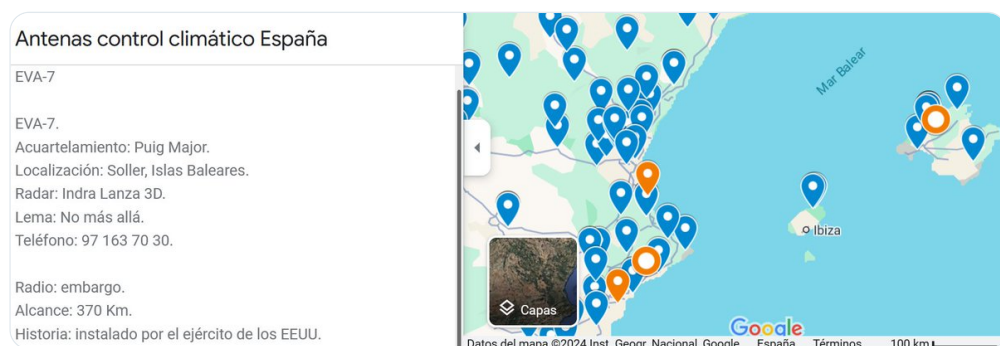 Antenas control climático España
EVA-7
EVA-7.
Acuartelamiento: Puig Major.
Localización: Soller, Islas Baleares.
Radar: Indra Lanza 3D.
Lema: No más allá.
Teléfono: 97 163 70 30.
Radio: embargo.
Alcance: 370 Km.
Historia: instalado por el ejército de los EEUU.
Mar Balear
Ibiza
Capas
Google
Datos del mapa ©2024 Inst. Geogr. Nacional, Google España Términos 100 km